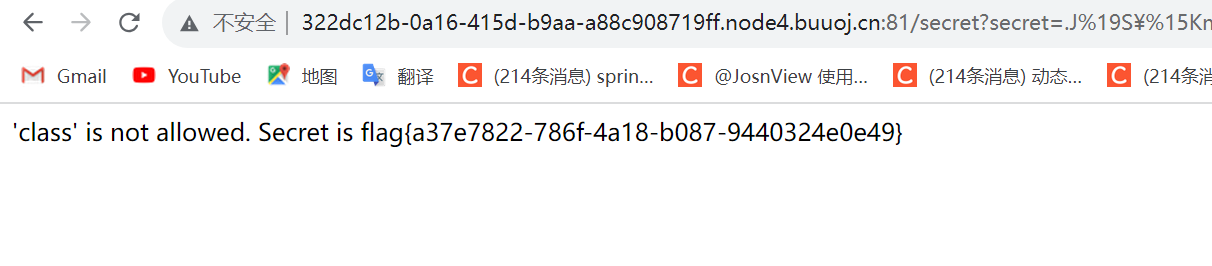 不安全 322dc12b-0a16-415d-b9aa-a88c908719ff.node4.buuoj.cn:81/secret?secret=.J%19S¥%15Kn
Gmail YouTube 地图 翻译 (214条消息) sprin... @JosnView 使用... (214条消息) 动态... (214条消
'class' is not allowed. Secret is flag{a37e7822-786f-4a18-b087-9440324e0e49}